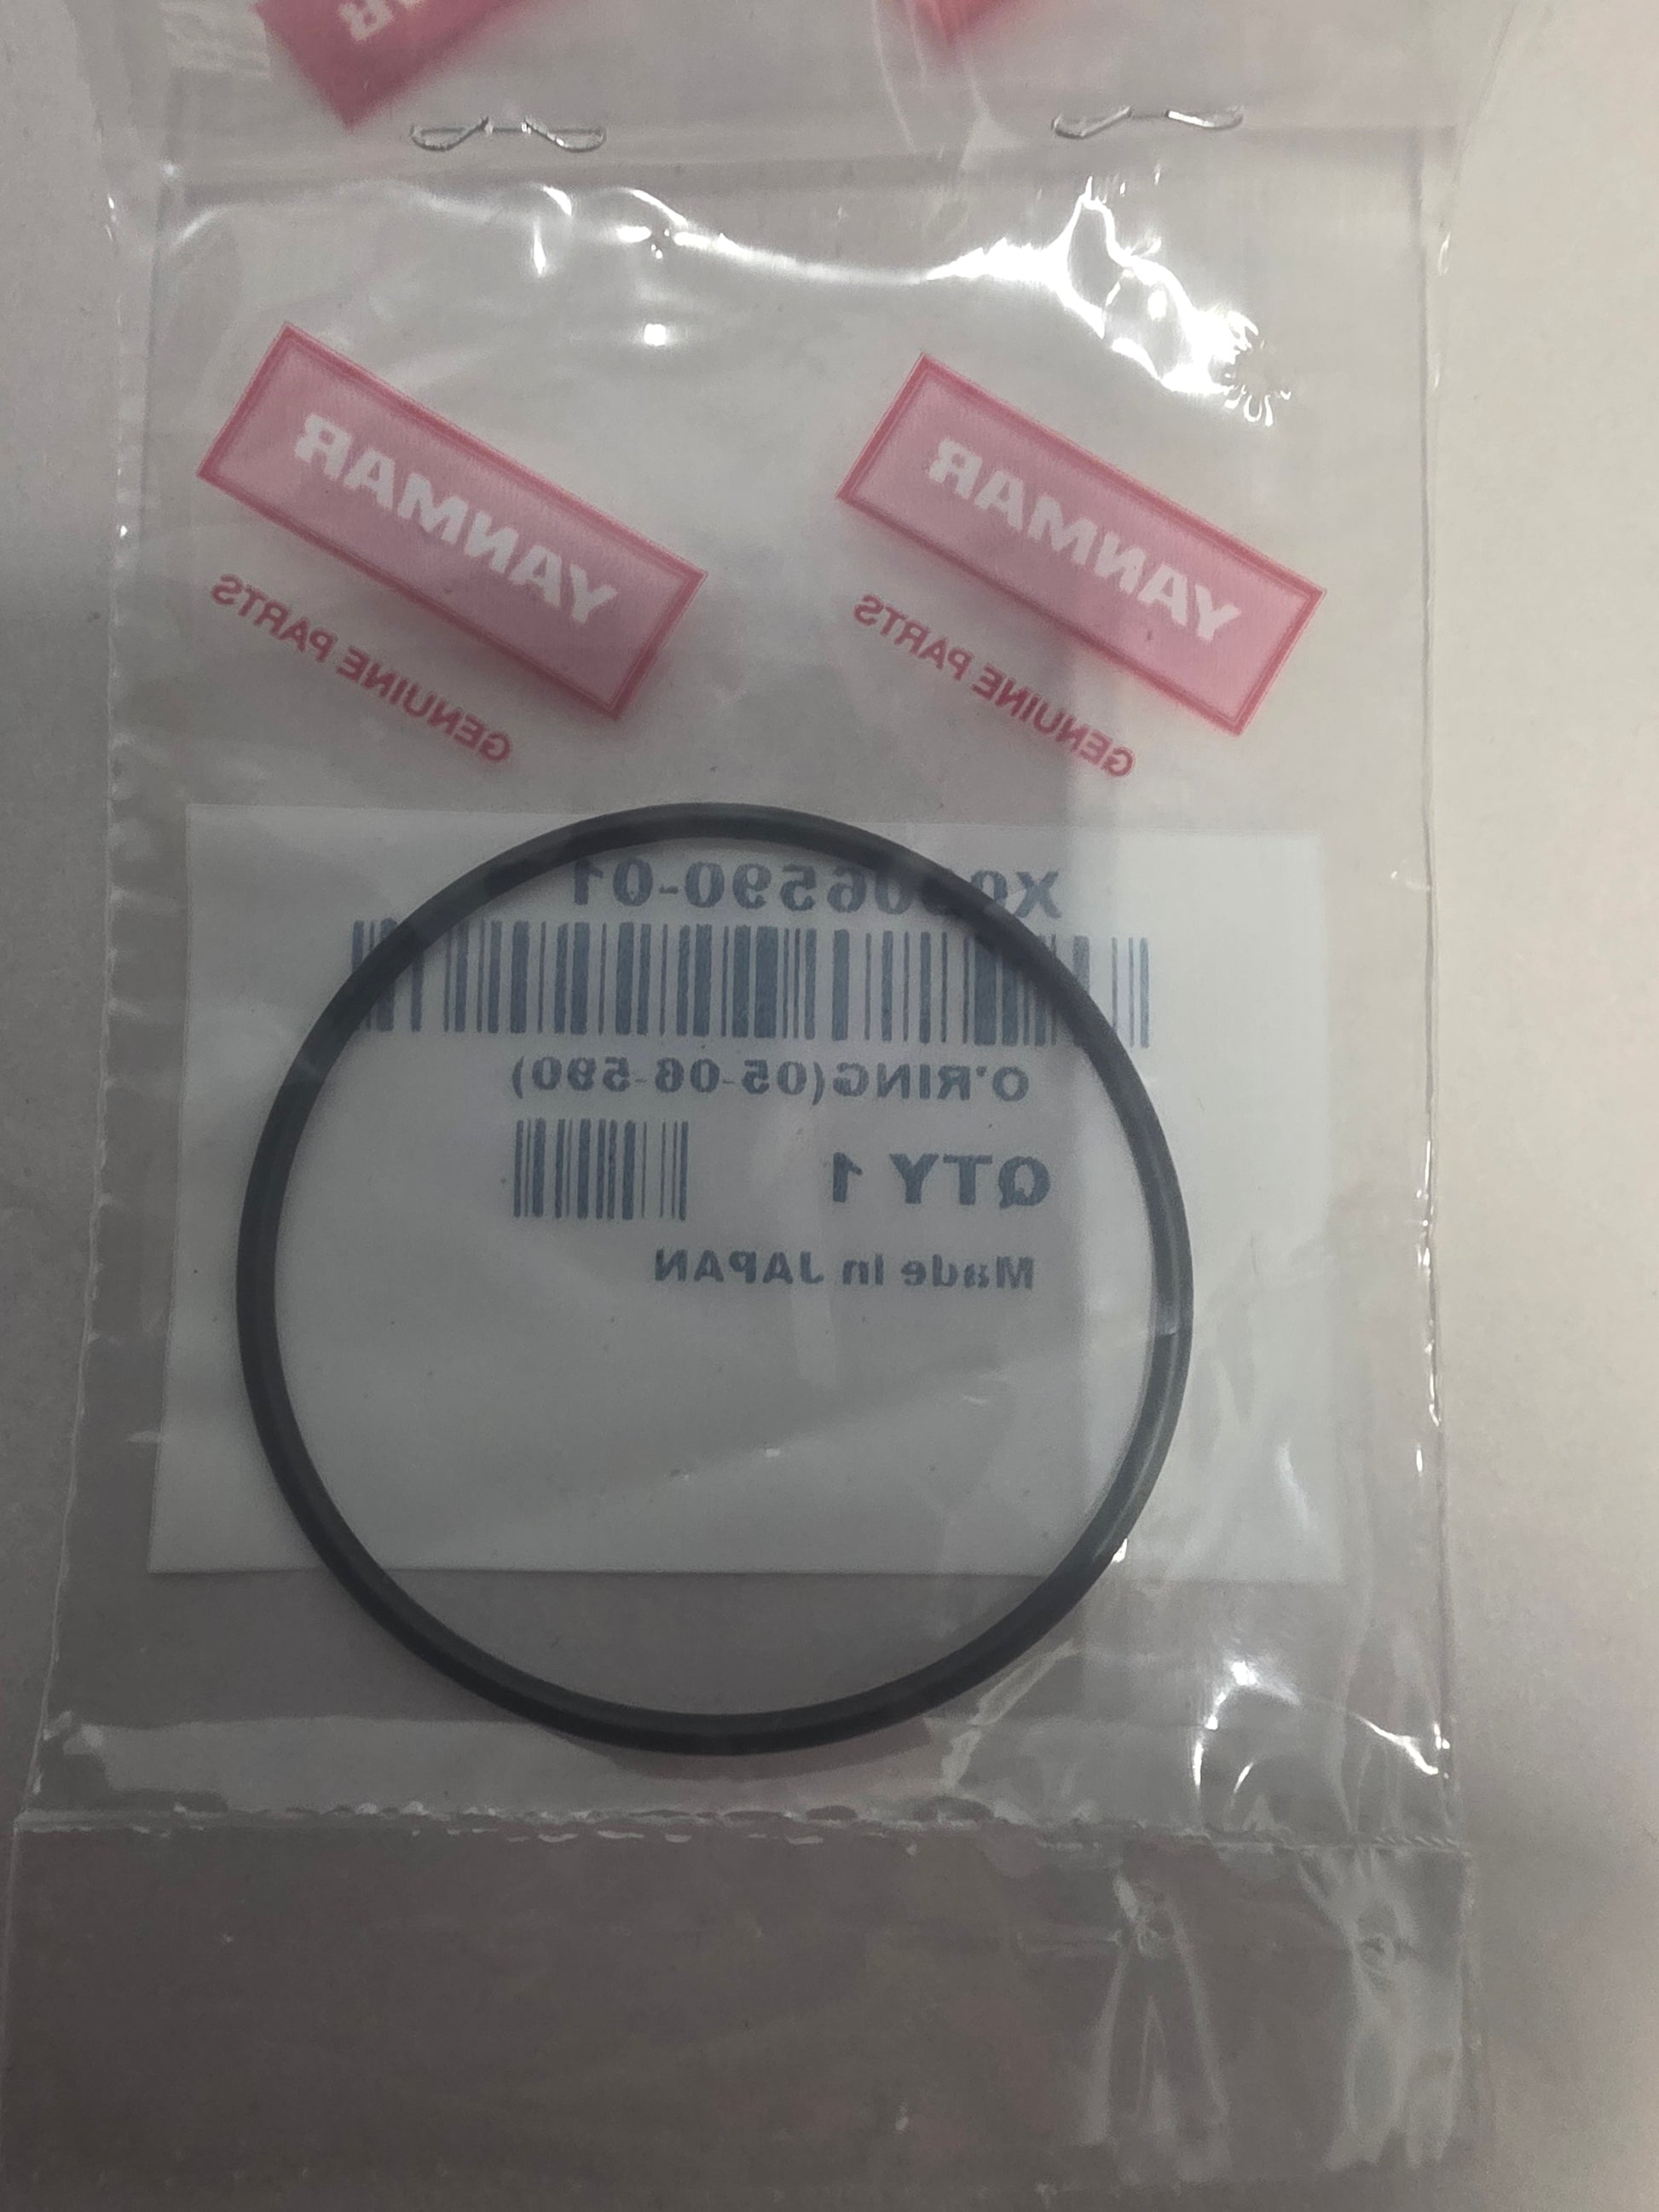 YANMAR
GENUINE PARTS
YANMAR
GENUINE PARTS
O'RING(05-06-590)
QTY 1
Made in JAPAN